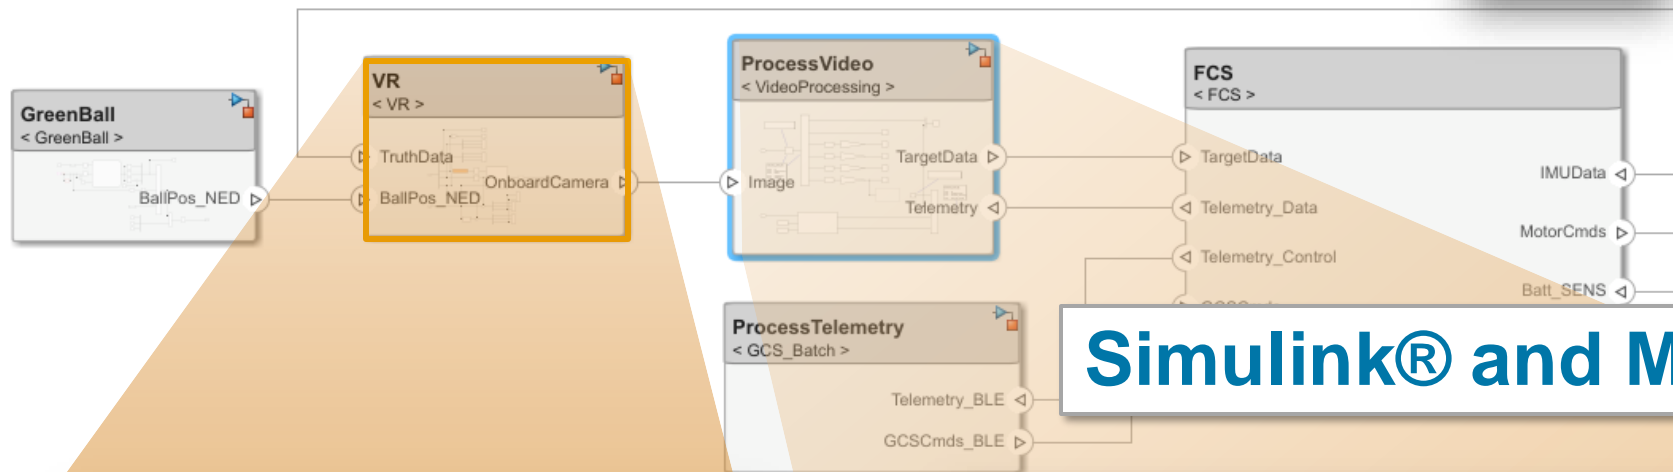 GreenBall
< GreenBall >
BallPos_NED
VR
< VR >
TruthData
BallPos_NED
OnboardCamera
ProcessVideo
< VideoProcessing >
Image
TargetData
Telemetry
FCS
< FCS >
TargetData
Telemetry_Data
Telemetry_Control
IMUData
MotorCmds
Batt_SENS
ProcessTelemetry
< GCS_Batch >
Telemetry_BLE
GCSCmds_BLE
Simulink® and M